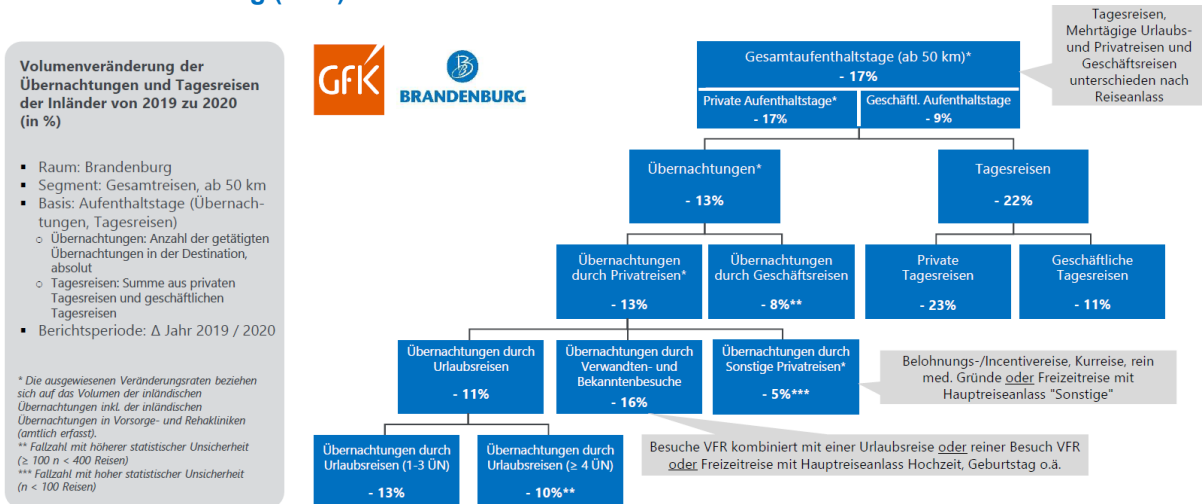 Volumenveränderung der
Übernachtungen und Tagesreisen
der Inländer von 2019 zu 2020
(in %)
▪ Raum: Brandenburg
▪ Segment: Gesamtreisen, ab 50 km
▪ Basis: Aufenthaltstage (Übernach-
tungen, Tagesreisen)
o Übernachtungen: Anzahl der getätigten
Übernachtungen in der Destination,
absolut
o Tagesreisen: Summe aus privaten
Tagesreisen und geschäftlichen
Tagesreisen
▪ Berichtsperiode: Δ Jahr 2019 / 2020
* Die ausgewiesenen Veränderungsraten beziehen
sich auf das Volumen der inländischen
Übernachtungen inkl. der inländischen
Übernachtungen in Vorsorge- und Rehakliniken
(amtlich erfasst).
** Fallzahl mit höherer statistischer Unsicherheit
(≥ 100 n < 400 Reisen)
*** Fallzahl mit hoher statistischer Unsicherheit
(n < 100 Reisen)
GfK
BRANDENBURG
Gesamtaufenthaltstage (ab 50 km)*
- 17%
Private Aufenthaltstage*
- 17%
Geschäftl. Aufenthaltstage
- 9%
Tagesreisen,
Mehrtägige Urlaubs-
und Privatreisen und
Geschäftsreisen
unterschieden nach
Reiseanlass
Übernachtungen*
- 13%
Tagesreisen
- 22%
Übernachtungen
durch Privatreisen*
- 13%
Übernachtungen
durch Geschäftsreisen
- 8%**
Private
Tagesreisen
- 23%
Geschäftliche
Tagesreisen
- 11%
Übernachtungen durch
Urlaubsreisen
- 11%
Übernachtungen durch
Verwandten- und
Bekanntenbesuche
- 16%
Übernachtungen durch
Sonstige Privatreisen*
- 5%***
Belohnungs-/Incentivereise, Kurreise, rein
med. Gründe oder Freizeitreise mit
Hauptreiseanlass "Sonstige"
Besuche VFR kombiniert mit einer Urlaubsreise oder reiner Besuch VFR
oder Freizeitreise mit Hauptreiseanlass Hochzeit, Geburtstag o.ä.
Übernachtungen durch
Urlaubsreisen (1-3 ÜN)
- 13%
Übernachtungen durch
Urlaubsreisen (≥ 4 ÜN)
- 10%**